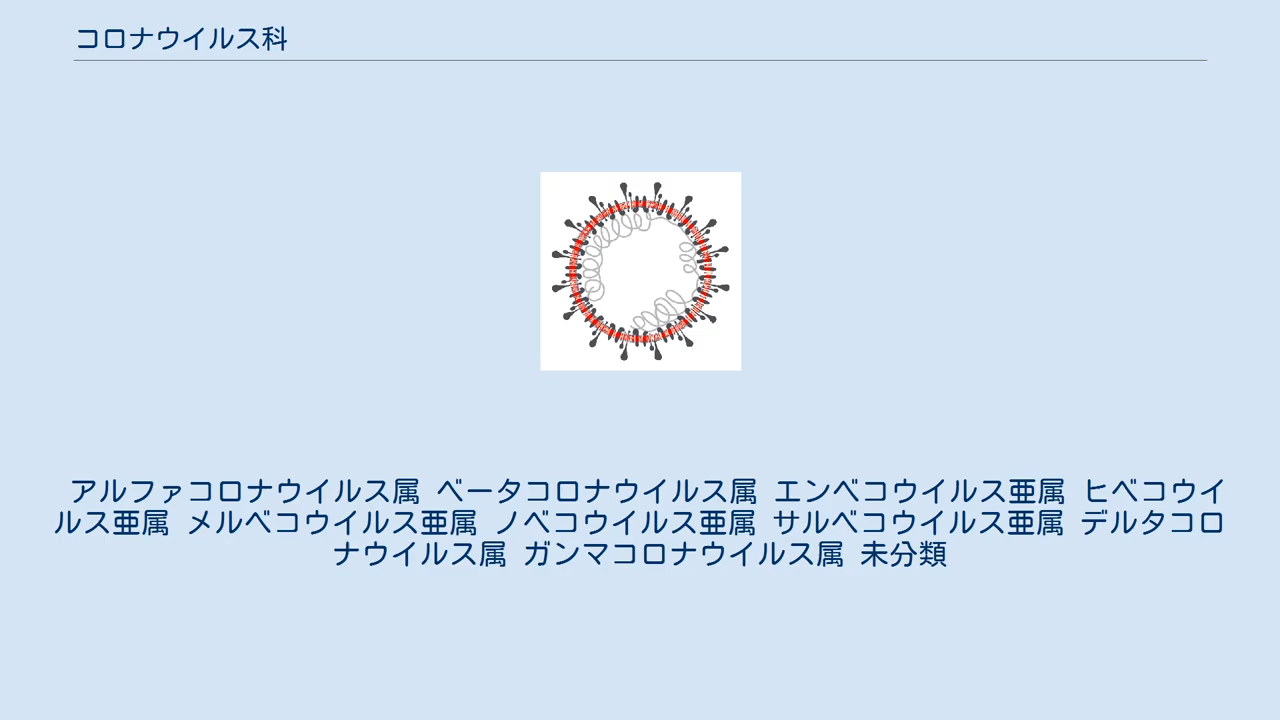 コロナウイルス科
アルファコロナウイルス属 ベータコロナウイルス属 エンベコウイルス亜属 ヒベコウイ
ルス亜属 メルベコウイルス亜属 ノベコウイルス亜属 サルベコウイルス亜属 デルタコロ
ナウイルス属 ガンマコロナウイルス属 未分類